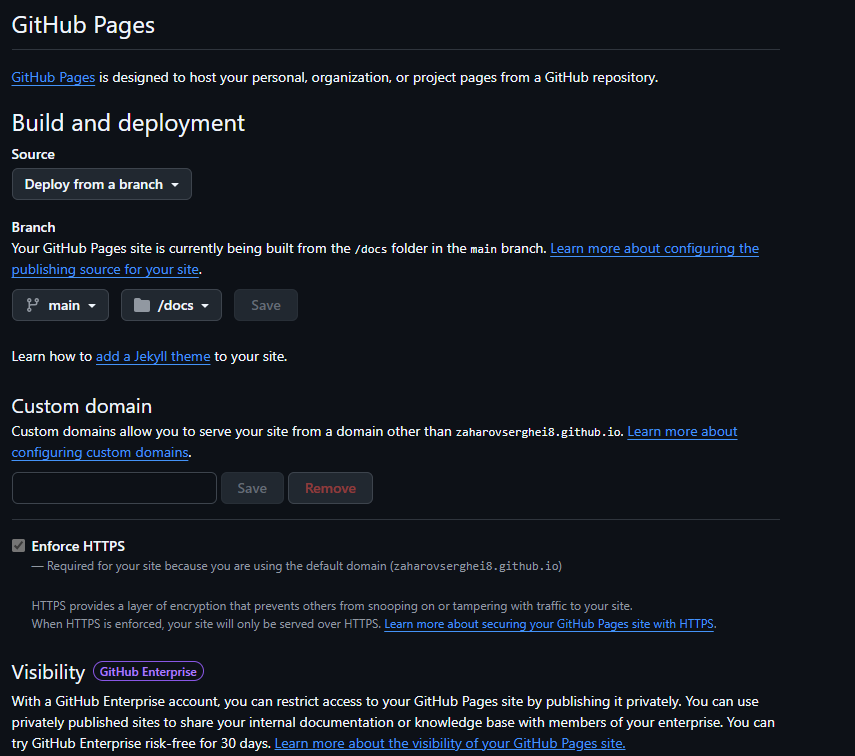 GitHub Pages
GitHub Pages is designed to host your personal, organization, or project pages from a GitHub repository.
Build and deployment
Source
Deploy from a branch
Branch
Your GitHub Pages site is currently being built from the /docs folder in the main branch. Learn more about configuring the
publishing source for your site.
main /docs Save
Learn how to add a Jekyll theme to your site.
Custom domain
Custom domains allow you to serve your site from a domain other than zaharovserghei8.github.io. Learn more about
configuring custom domains.
Save Remove
Enforce HTTPS
— Required for your site because you are using the default domain (zaharovserghei8.github.io)
HTTPS provides a layer of encryption that prevents others from snooping on or tampering with traffic to your site.
When HTTPS is enforced, your site will only be served over HTTPS. Learn more about securing your GitHub Pages site with HTTPS.
Visibility GitHub Enterprise
With a GitHub Enterprise account, you can restrict access to your GitHub Pages site by publishing it privately. You can use
privately published sites to share your internal documentation or knowledge base with members of your enterprise. You can
try GitHub Enterprise risk-free for 30 days. Learn more about the visibility of your GitHub Pages site.